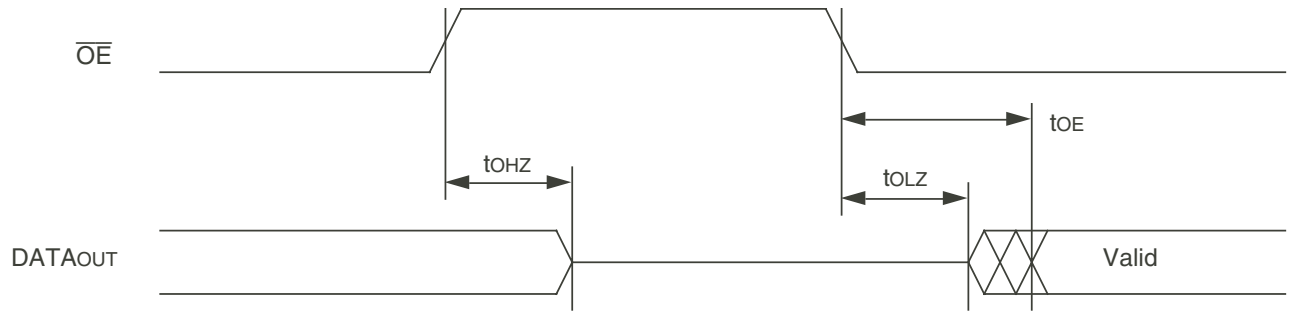 OE
tOE
tOHZ
tOLZ
DATAOUT
Valid